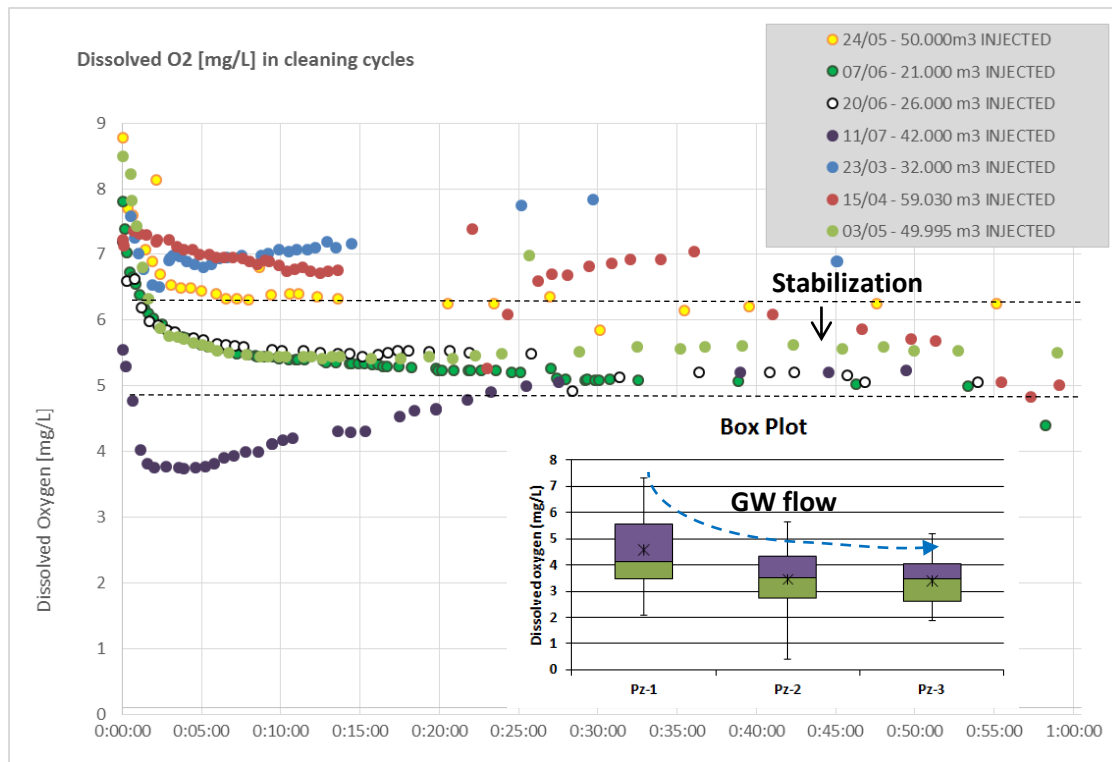 Dissolved O2 [mg/L] in cleaning cycles
24/05 - 50.000m3 INJECTED
07/06 - 21.000 m3 INJECTED
20/06 - 26.000 m3 INJECTED
11/07 - 42.000 m3 INJECTED
23/03 - 32.000 m3 INJECTED
15/04 - 59.030 m3 INJECTED
03/05 - 49.995 m3 INJECTED
Dissolved Oxygen [mg/L]
9
8
7
6
5
4
3
2
1
0
Stabilization
Box Plot
GW flow
Dissolved oxygen (mg/L)
8
7
6
5
4
3
2
1
0
Pz-1 Pz-2 Pz-3
0:00:00 0:05:00 0:10:00 0:15:00 0:20:00 0:25:00 0:30:00 0:35:00 0:40:00 0:45:00 0:50:00 0:55:00 1:00:00